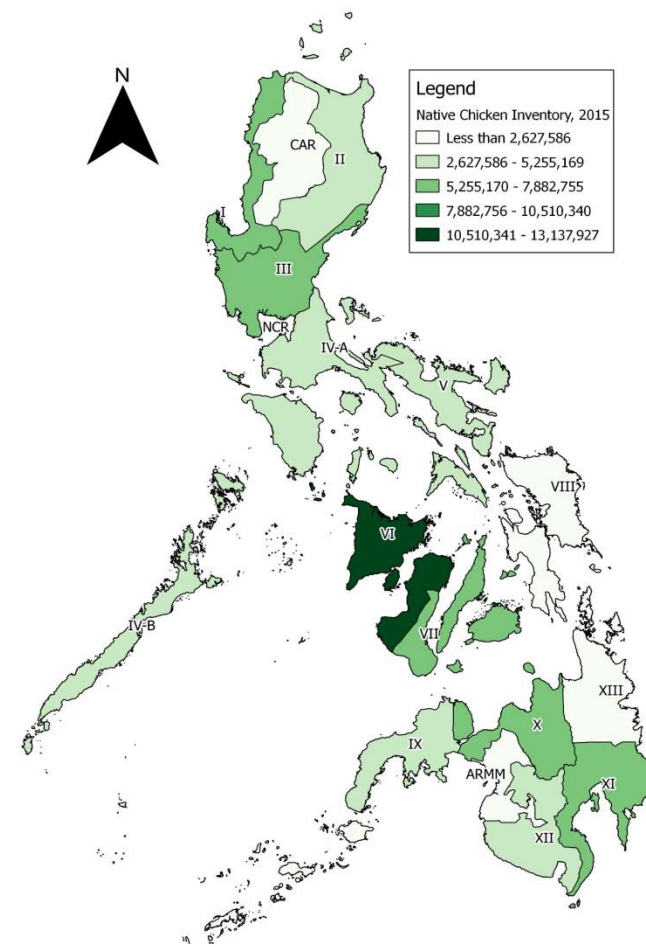 N
Legend
Native Chicken Inventory, 2015
Less than 2,627,586
2,627,586 - 5,255,169
5,255,170 - 7,882,755
7,882,756 - 10,510,340
10,510,341 - 13,137,927
CAR
II
I
III
NCR
IV-A
V
VIII
VI
IV-B
VII
XIII
X
IX
ARMM
XI
XII